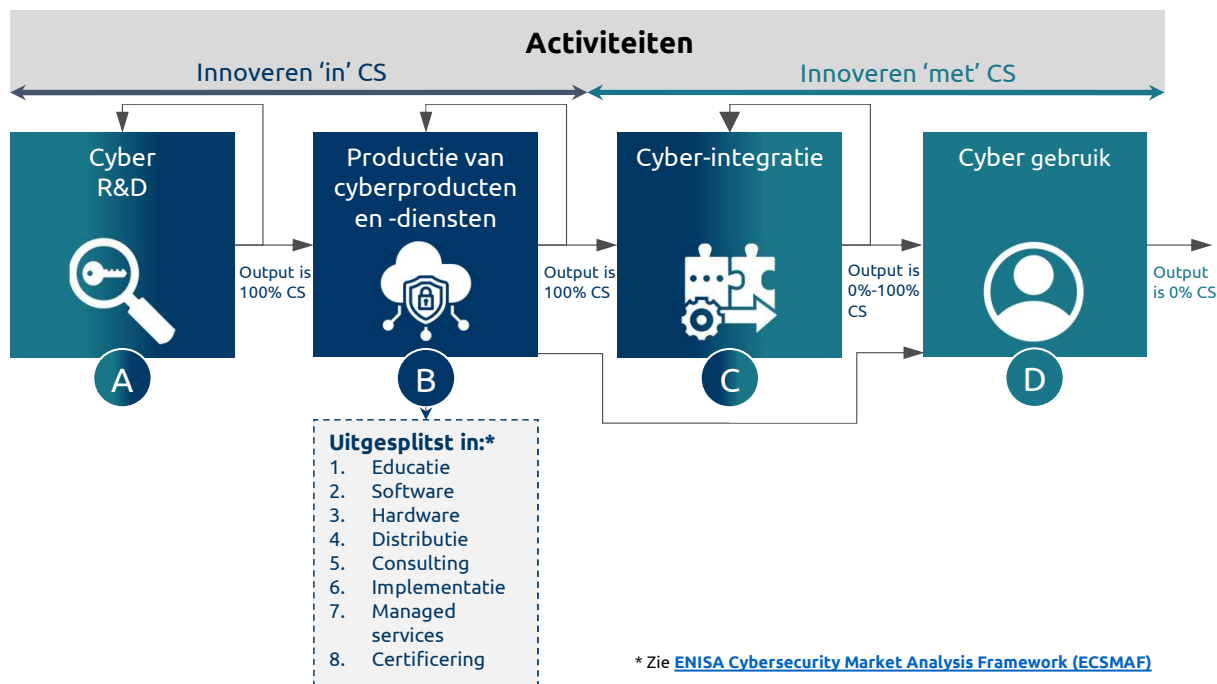 Activiteiten
Innoveren ‘in’ CS
Innoveren ‘met’ CS
Cyber
R&D
Output is
100% CS
A
Productie van
cyberproducten
en -diensten
Output is
100% CS
B
Cyber-integratie
Output is
0%-100%
CS
C
Cyber gebruik
Output
is 0% CS
D
Uitgesplitst in:*
1. Educatie
2. Software
3. Hardware
4. Distributie
5. Consulting
6. Implementatie
7. Managed
services
8. Certificering
* Zie ENISA Cybersecurity Market Analysis Framework (ECSMAF)